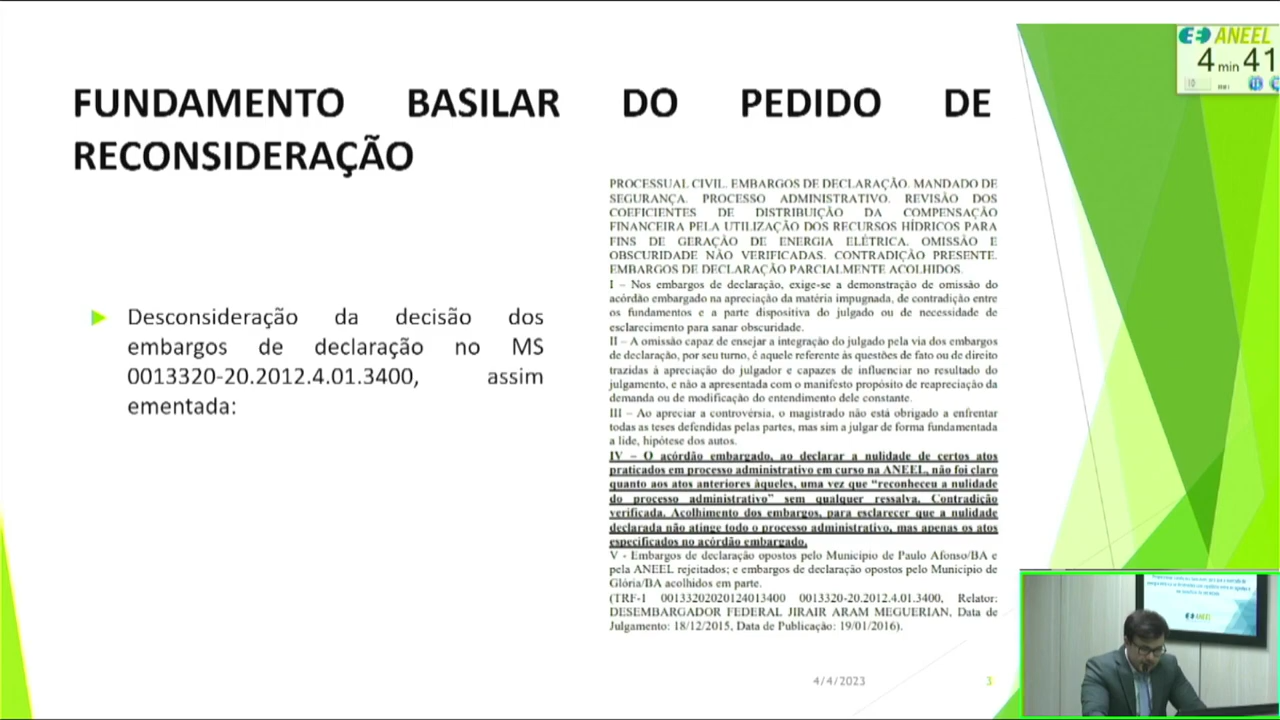 FUNDAMENTO BASILAR DO PEDIDO DE
RECONSIDERAÇÃO
Desconsideração da decisão dos
embargos de declaração no MS
0013320-20.2012.4.01.3400, assim
ementada:
PROCESSUAL CIVIL. EMBARGOS DE DECLARAÇÃO. MANDADO DE
SEGURANÇA. PROCESSO ADMINISTRATIVO. REVISÃO DOS
COEFICIENTES DE DISTRIBUIÇÃO DA COMPENSAÇÃO
FINANCEIRA PELA UTILIZAÇÃO DOS RECURSOS HÍDRICOS PARA
FINS DE GERAÇÃO DE ENERGIA ELÉTRICA. OMISSÃO E
OBSCURIDADE NÃO VERIFICADAS. CONTRADIÇÃO PRESENTE.
EMBARGOS DE DECLARAÇÃO PARCIALMENTE ACOLHIDOS.
I – Nos embargos de declaração, exige-se a demonstração de omissão do
acórdão embargado na apreciação da matéria impugnada, de contradição entre
os fundamentos e a parte dispositiva do julgado ou de necessidade de
esclarecimento para sanar obscuridade.
II – A omissão capaz de ensejar a integração do julgado pela via dos embargos
de declaração, por seu turno, é aquele referente às questões de fato ou de direito
trazidas à apreciação do julgador e capazes de influenciar no resultado do
julgamento, e não a apresentada com o manifesto propósito de reapreciação da
demanda ou de modificação do entendimento dele constante.
III – Ao apreciar a controvérsia, o magistrado não está obrigado a enfrentar
todas as teses defendidas pelas partes, mas sim a julgar de forma fundamentada
a lide, hipótese dos autos.
IV – O acórdão embargado, ao declarar a nulidade de certos atos
praticados em processo administrativo em curso na ANEEL, não foi claro
quanto aos atos anteriores àqueles, uma vez que “reconheceu a nulidade
do processo administrativo” sem qualquer ressalva. Contradição
verificada. Acolhimento dos embargos, para esclarecer que a nulidade
declarada não atinge todo o processo administrativo, mas apenas os atos
especificados no acórdão embargado.
V - Embargos de declaração opostos pelo Município de Paulo Afonso/BA e
pela ANEEL rejeitados; e embargos de declaração opostos pelo Município de
Glória/BA acolhidos em parte.
(TRF-1 00133202020124013400 0013320-20.2012.4.01.3400, Relator:
DESEMBARGADOR FEDERAL JIRAIR ARAM MEGUERIAN, Data de
Julgamento: 18/12/2015, Data de Publicação: 19/01/2016).
4/4/2023
3
ANEEL
4 min 41
ANEEL